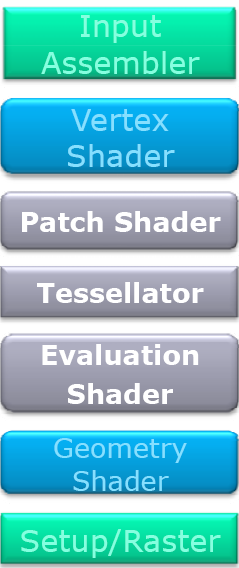 Input
Assembler
Vertex
Shader
Patch Shader
Tessellator
Evaluation
Shader
Geometry
Shader
Setup/Raster